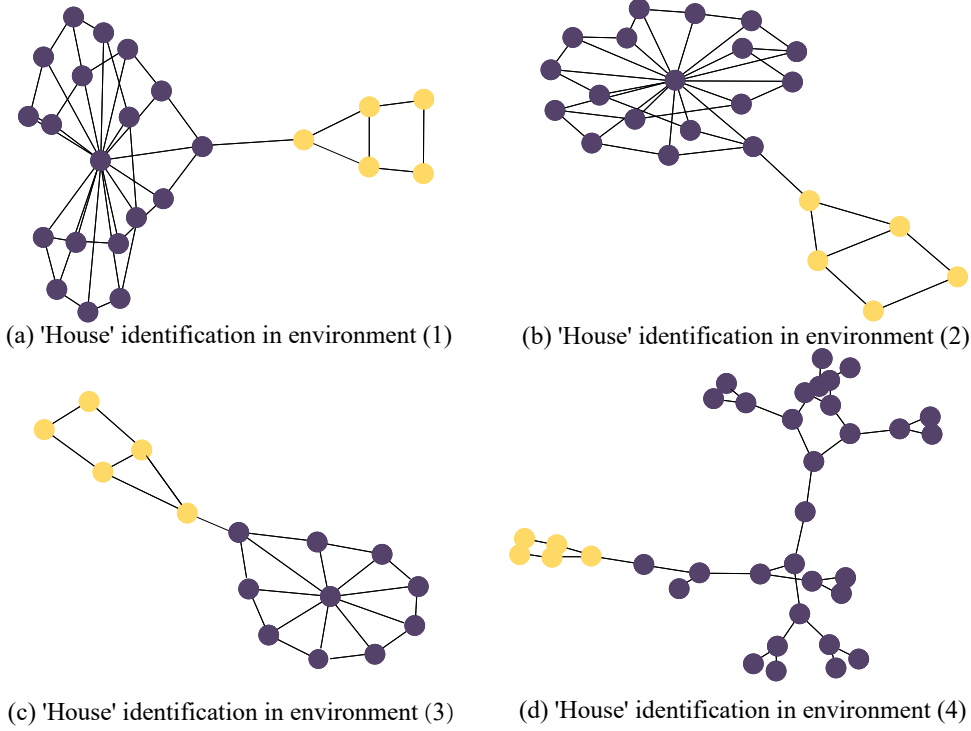 (a) 'House' identification in environment (1)
(b) 'House' identification in environment (2)
(c) 'House' identification in environment (3)
(d) 'House' identification in environment (4)